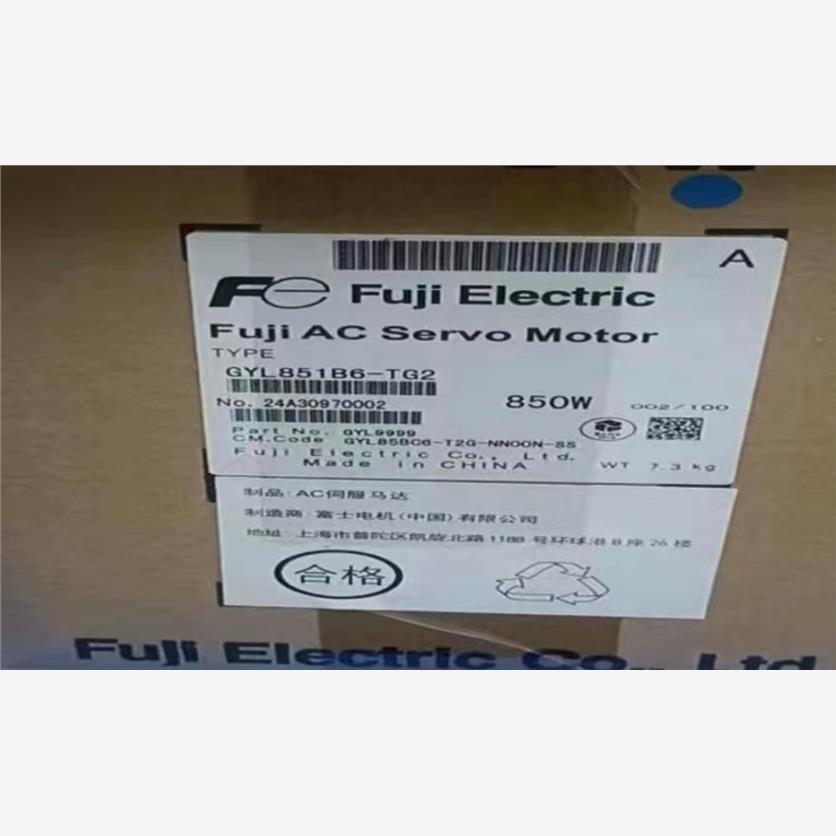 A
Fe Fuji Electric
Fuji AC Servo Motor
TYPE
GYL851B6-TG2
No. 24A30970002
850W
002/100
Part No. GYL9999
CM.Code GYL85BC6-T2G-NNOON-SS
Fuji Electric Co., Ltd.
Made in CHINA
WT 7.3 kg
制品：AC伺服马达
制造商：富士电机（中国）有限公司
地址：上海市普陀区凯旋北路1188号环球港B座26楼
合格
Fuji Electric Co., Ltd